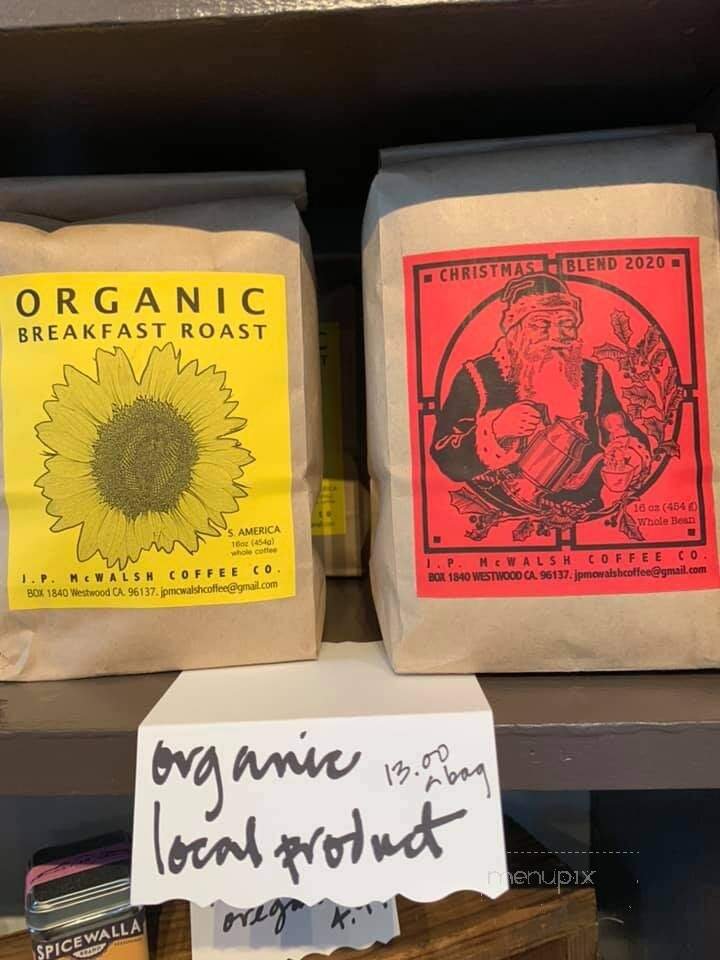 ORGANIC
BREAKFAST ROAST
S. AMERICA
16oz (454g)
whole coffee
J.P. McWALSH COFFEE CO.
BOX 1840 Westwood CA. 96137. jpmcwalshcoffee@gmail.com
CHRISTMAS BLEND 2020
16 oz (454 g)
Whole Bean
J.P. McWALSH COFFEE CO.
BOX 1840 WESTWOOD CA. 96137. jpmcwalshcoffee@gmail.com
organic 13.00
a bag
local product
menupix
SPICEWALLA
BRAND